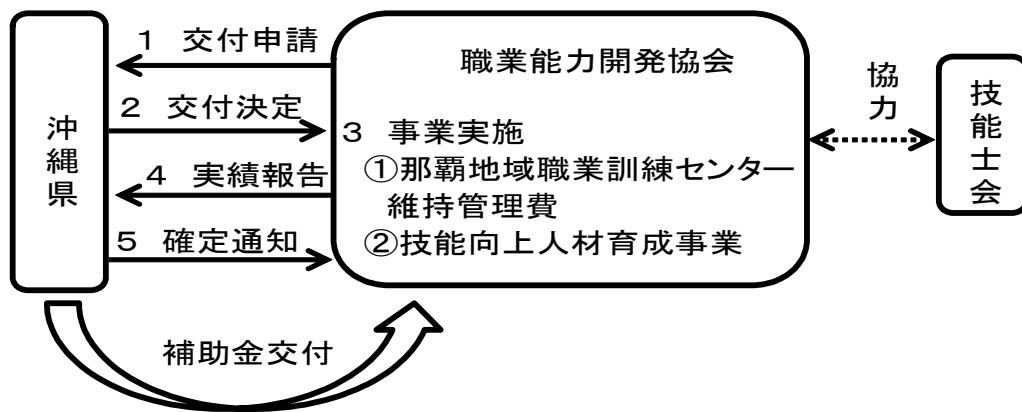 沖縄県
1 交付申請
2 交付決定
4 実績報告
5 確定通知
職業能力開発協会
3 事業実施
①那覇地域職業訓練センター
維持管理費
②技能向上人材育成事業
協力
技能士会
補助金交付